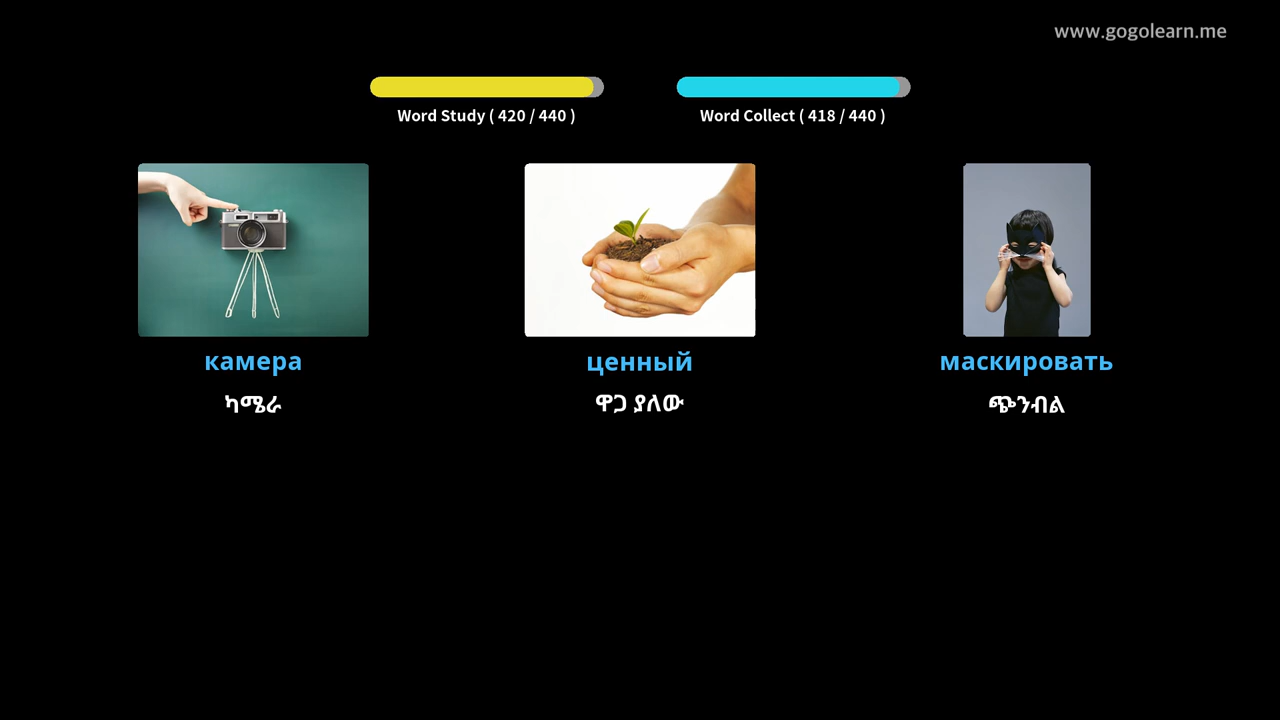 www.gogolearn.me
Word Study ( 420 / 440 )
Word Collect ( 418 / 440 )
камера
ценный
маскировать
ካሜራ
ዋጋ ያለው
ጭንብል